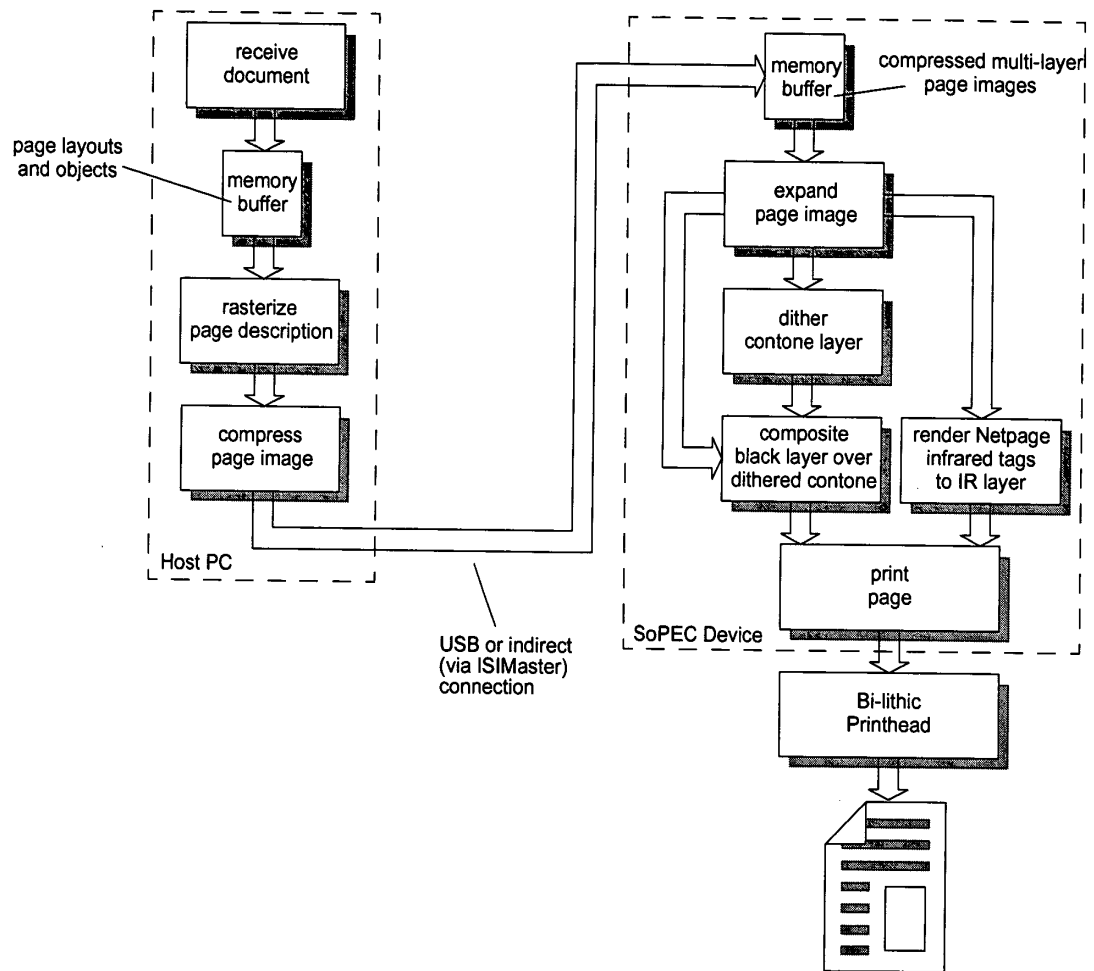 receive
document
page layouts
and objects
memory
buffer
rasterize
page description
compress
page image
Host PC
USB or indirect
(via ISIMaster)
connection
memory
buffer
compressed multi-layer
page images
expand
page image
dither
contone layer
composite
black layer over
dithered contone
render Netpage
infrared tags
to IR layer
print
page
SoPEC Device
Bi-lithic
Printhead